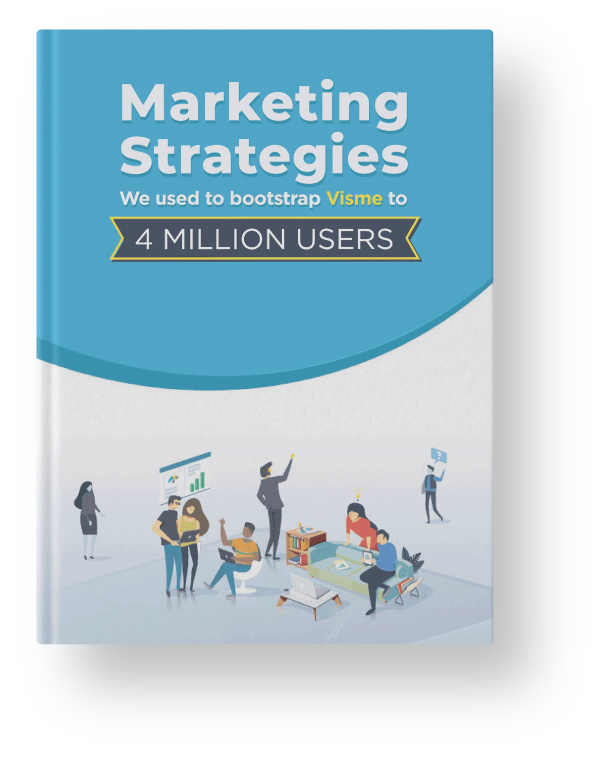 Marketing
Strategies
We used to bootstrap Visme to
4 MILLION USERS
?